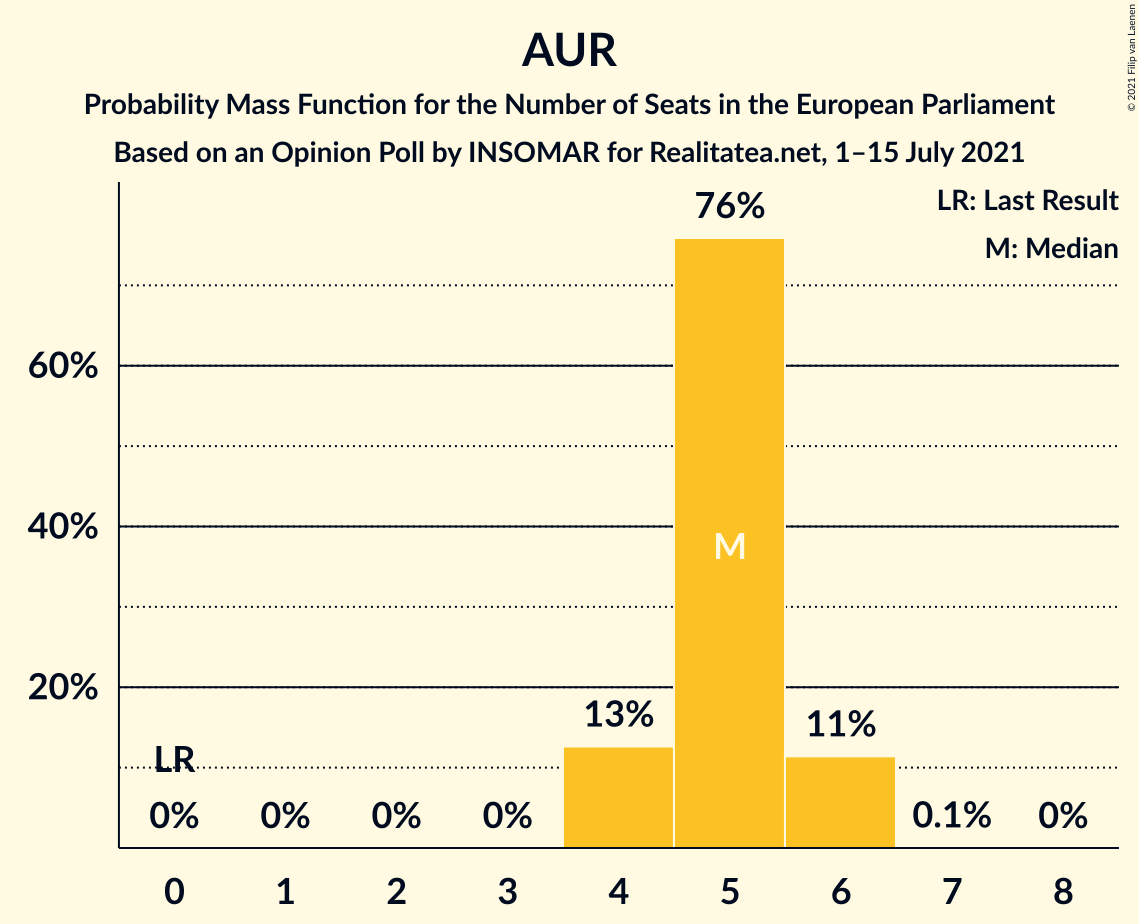 AUR
Probability Mass Function for the Number of Seats in the European Parliament
Based on an Opinion Poll by INSOMAR for Realitatea.net, 1–15 July 2021
© 2021 Filip van Laenen
LR: Last Result
M: Median
76%
60%
40%
M
20%
13%
11%
LR
0%
0%
0%
0%
0.1%
0%
0
1
2
3
4
5
6
7
8